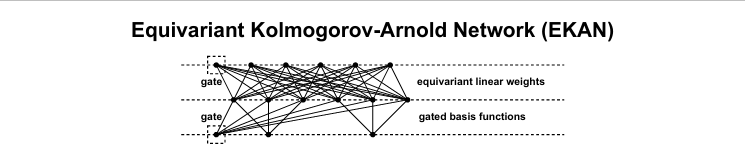 Equivariant Kolmogorov-Arnold Network (EKAN)
gate
equivariant linear weights
gate
gated basis functions